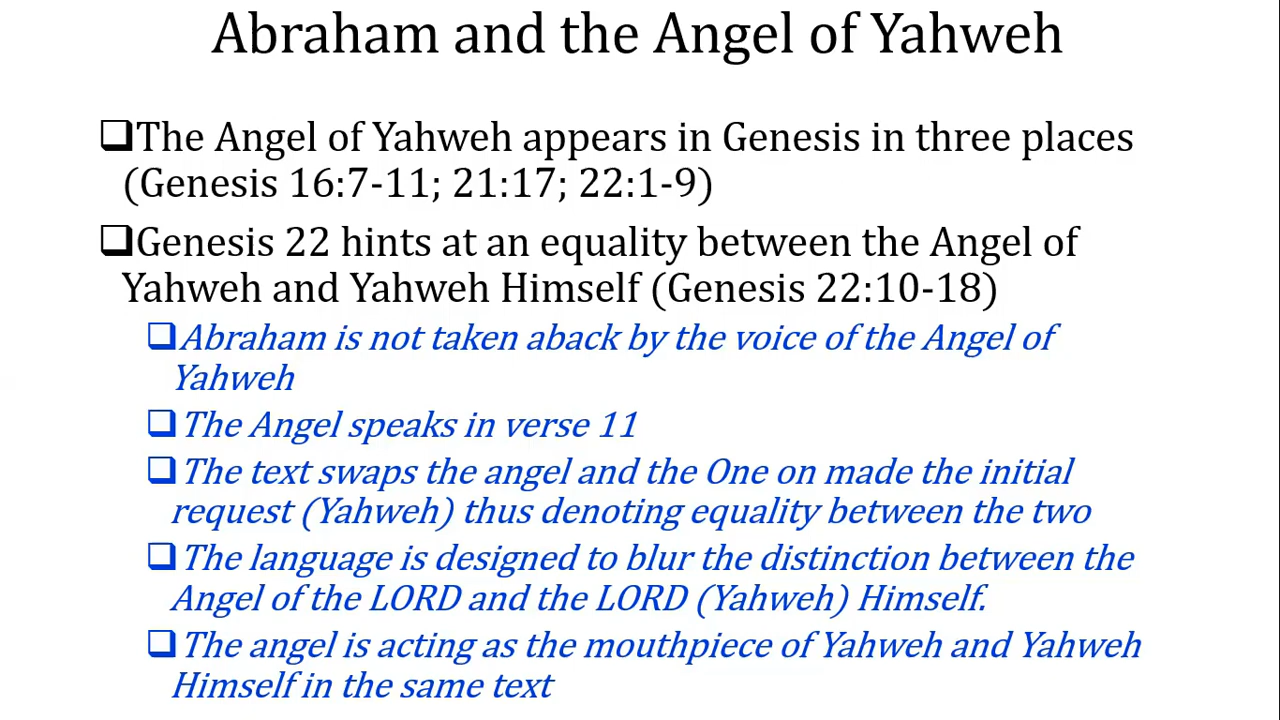 Abraham and the Angel of Yahweh
❑The Angel of Yahweh appears in Genesis in three places
(Genesis 16:7-11; 21:17; 22:1-9)
❑Genesis 22 hints at an equality between the Angel of
Yahweh and Yahweh Himself (Genesis 22:10-18)
❑Abraham is not taken aback by the voice of the Angel of
Yahweh
❑The Angel speaks in verse 11
❑The text swaps the angel and the One on made the initial
request (Yahweh) thus denoting equality between the two
❑The language is designed to blur the distinction between the
Angel of the LORD and the LORD (Yahweh) Himself.
❑The angel is acting as the mouthpiece of Yahweh and Yahweh
Himself in the same text